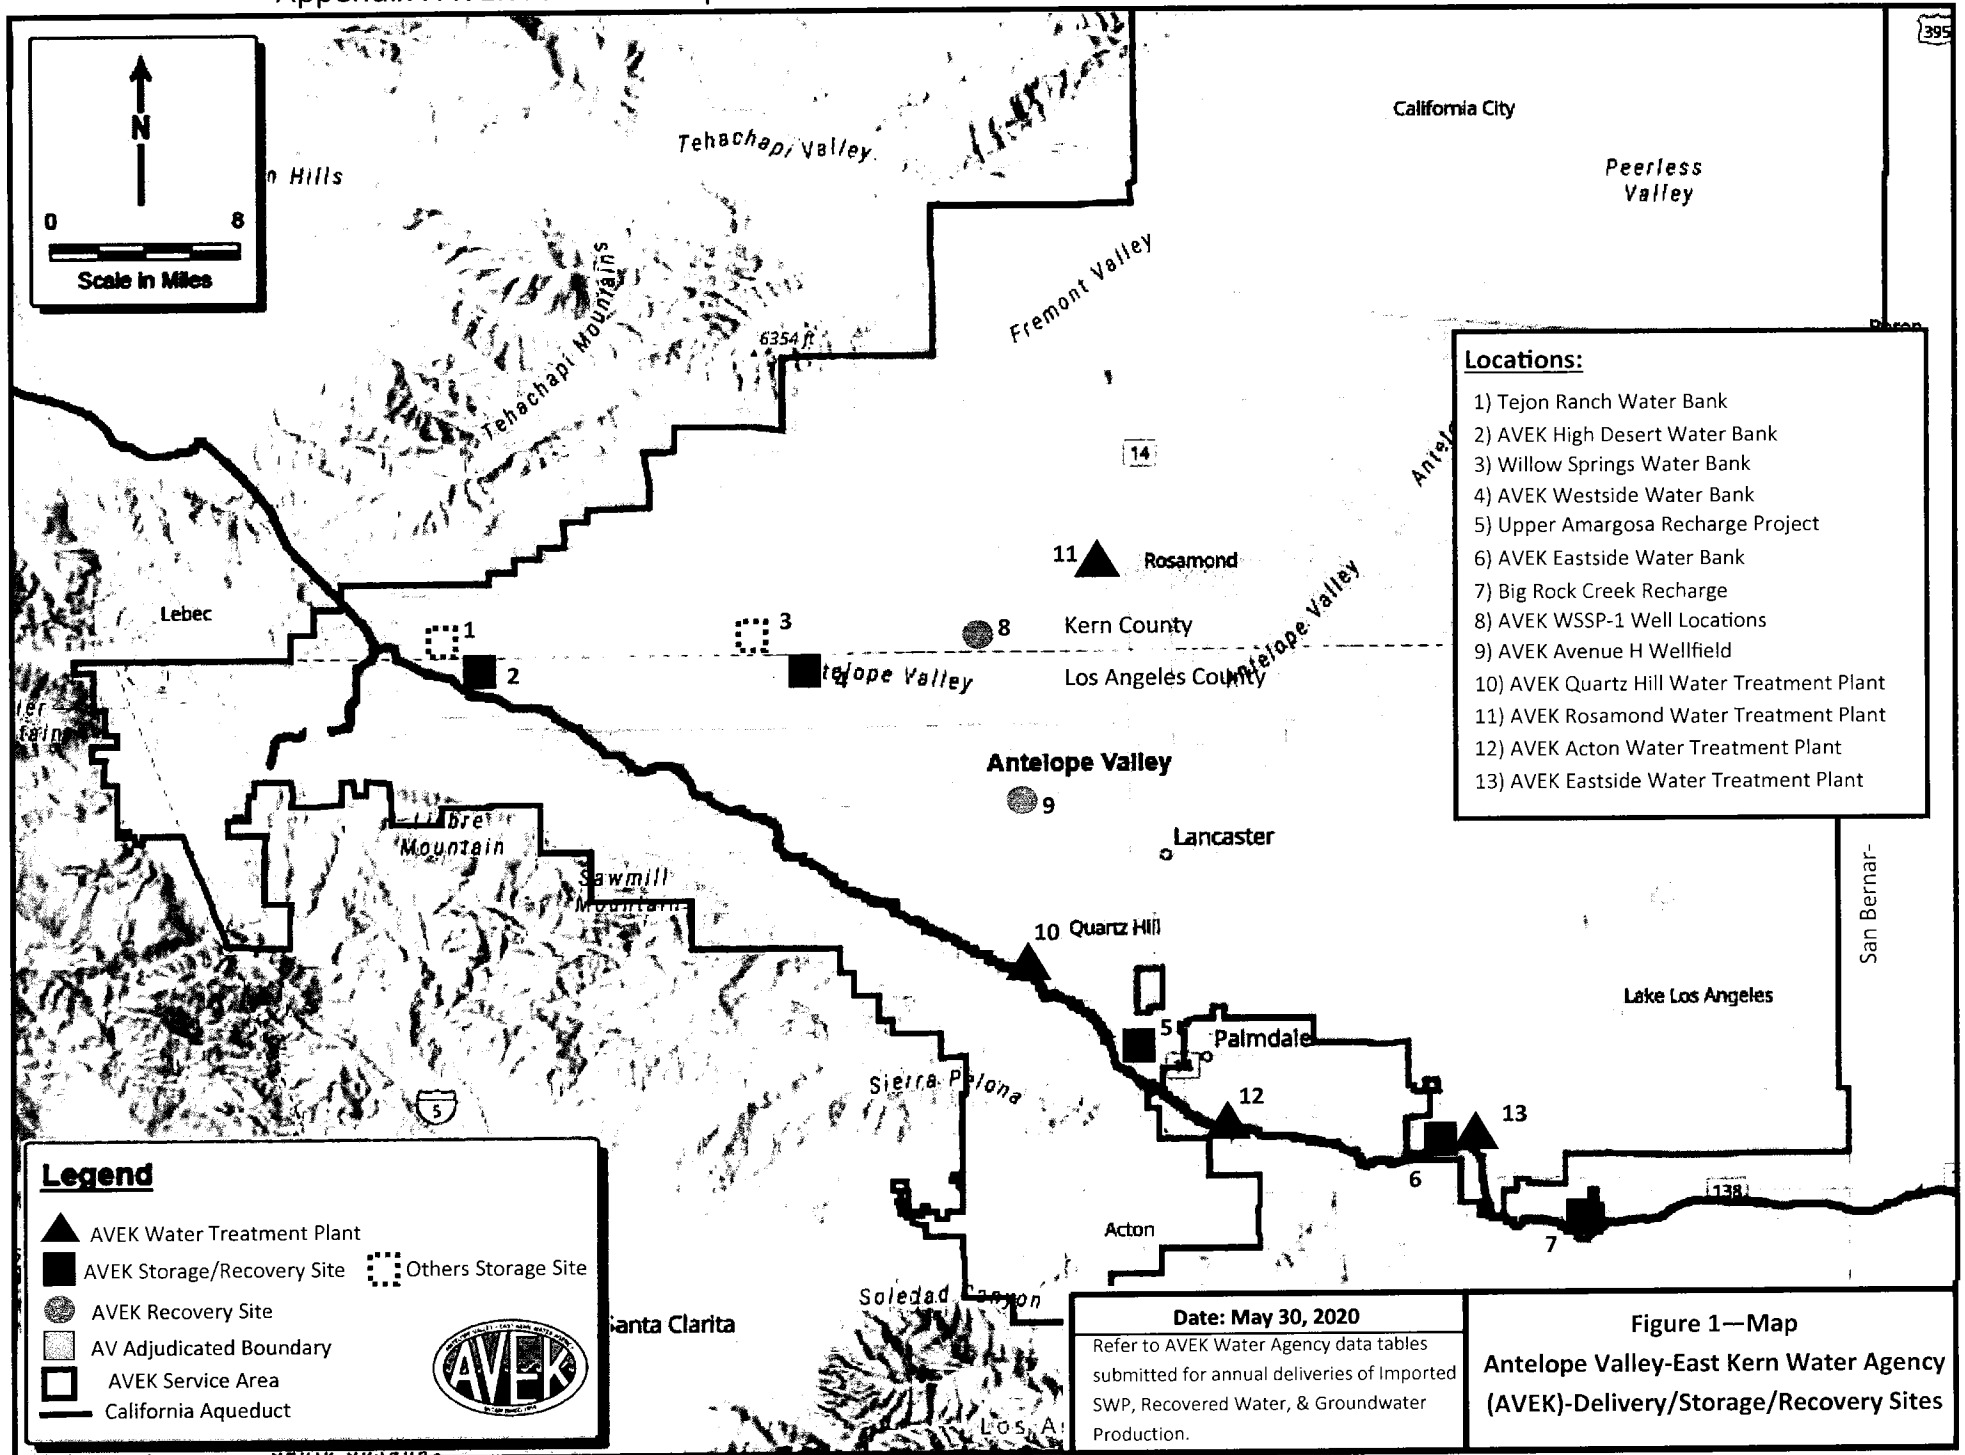 N
0 8
Scale in Miles
n Hills
Tehachapi Valley
California City
395
Peerless
Valley
Fremont Valley
Tehachapi Mountains
6354 ft
Boron
14
Locations:
1) Tejon Ranch Water Bank
2) AVEK High Desert Water Bank
3) Willow Springs Water Bank
4) AVEK Westside Water Bank
5) Upper Amargosa Recharge Project
6) AVEK Eastside Water Bank
7) Big Rock Creek Recharge
8) AVEK WSSP-1 Well Locations
9) AVEK Avenue H Wellfield
10) AVEK Quartz Hill Water Treatment Plant
11) AVEK Rosamond Water Treatment Plant
12) AVEK Acton Water Treatment Plant
13) AVEK Eastside Water Treatment Plant
11 Rosamond
Lebec
1
3
8
Kern County
2
4
telope Valley
Los Angeles County
Antelope Valley
Antelope Valley
9
Lancaster
Libre
Mountain
Sawmill
Mountain
10 Quartz Hill
San Bernar-
Lake Los Angeles
5
Palmdale
Sierra Pelona
5
12
13
6
138
7
Acton
Soledad Canyon
Santa Clarita
Legend
AVEK Water Treatment Plant
AVEK Storage/Recovery Site Others Storage Site
AVEK Recovery Site
AV Adjudicated Boundary
AVEK Service Area
California Aqueduct
AVEK
Los A
Date: May 30, 2020
Refer to AVEK Water Agency data tables
submitted for annual deliveries of Imported
SWP, Recovered Water, & Groundwater
Production.
Figure 1—Map
Antelope Valley-East Kern Water Agency
(AVEK)-Delivery/Storage/Recovery Sites